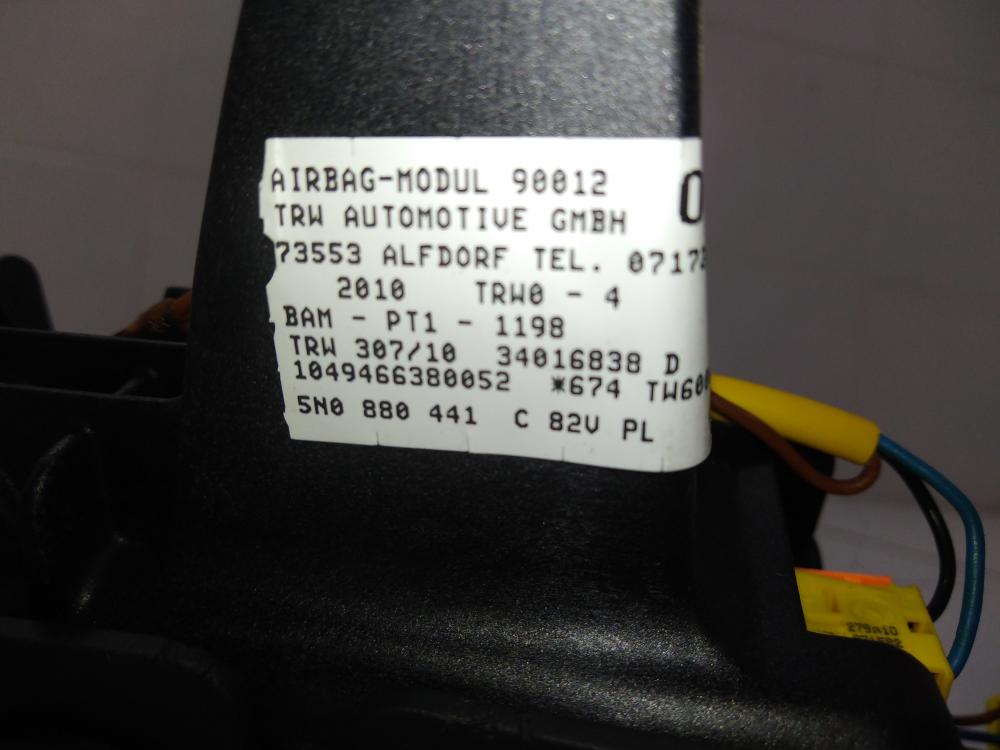 AIRBAG-MODUL 90012
TRW AUTOMOTIVE GMBH
73553 ALFDORF TEL.
2010 TRW0 - 4
BAM - PT1 - 1198
TRW 307/10 34016838 D
1049466380052 *674
5N0 880 441 C 82V PL